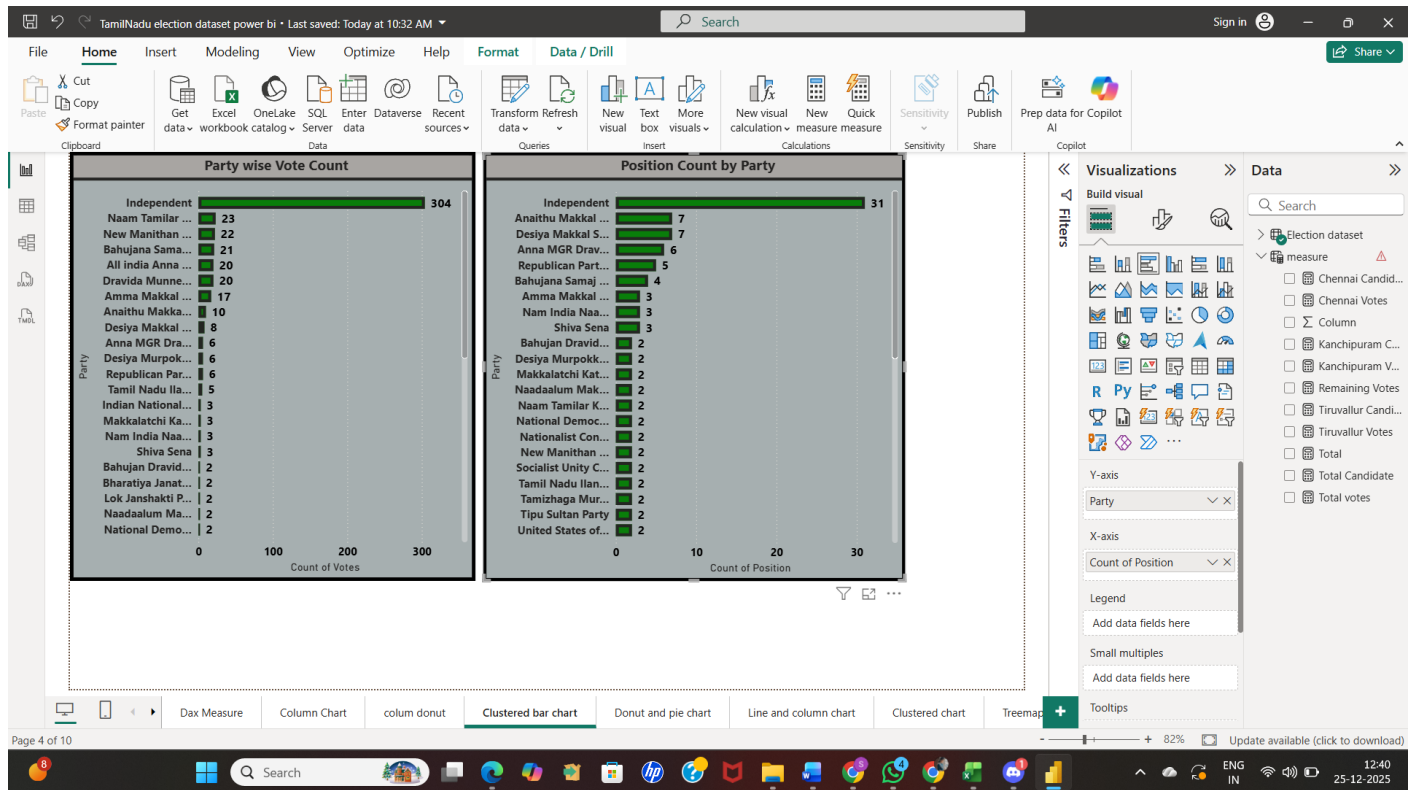 TamilNadu election dataset power bi • Last saved: Today at 10:32 AM
Search
Sign in
File Home Insert Modeling View Optimize Help Format Data / Drill
Share
Paste
Cut
Copy
Format painter
Clipboard
Get data
Excel workbook
OneLake catalog
SQL Server
Enter data
Dataverse
Recent sources
Data
Transform data
Refresh
Queries
New visual
Text box
More visuals
Insert
New visual calculation
New measure
Quick measure
Calculations
Sensitivity
Sensitivity
Publish
Share
Prep data for AI
Copilot
Copilot
Party wise Vote Count
Party
Independent 304
Naam Tamilar ... 23
New Manithan ... 22
Bahujana Sama... 21
All india Anna ... 20
Dravida Munne... 20
Amma Makkal ... 17
Anaithu Makka... 10
Desiya Makkal ... 8
Anna MGR Dra... 6
Desiya Murpok... 6
Republican Par... 6
Tamil Nadu Ila... 5
Indian National... 3
Makkalatchi Ka... 3
Nam India Naa... 3
Shiva Sena 3
Bahujan Dravid... 2
Bharatiya Janat... 2
Lok Janshakti P... 2
Naadaalum Ma... 2
National Demo... 2
0 100 200 300
Count of Votes
Position Count by Party
Party
Independent 31
Anaithu Makkal ... 7
Desiya Makkal S... 7
Anna MGR Drav... 6
Republican Part... 5
Bahujana Samaj ... 4
Amma Makkal ... 3
Nam India Naa... 3
Shiva Sena 3
Bahujan Dravid... 2
Desiya Murpokk... 2
Makkalatchi Kat... 2
Naadaalum Mak... 2
Naam Tamilar K... 2
National Democ... 2
Nationalist Con... 2
New Manithan ... 2
Socialist Unity C... 2
Tamil Nadu Ilan... 2
Tamizhaga Mur... 2
Tipu Sultan Party 2
United States of... 2
0 10 20 30
Count of Position
Filters
Visualizations
Build visual
123
R Py
Y-axis
Party
X-axis
Count of Position
Legend
Add data fields here
Small multiples
Add data fields here
Tooltips
Data
Search
Election dataset
measure
Chennai Candid...
Chennai Votes
Column
Kanchipuram C...
Kanchipuram V...
Remaining Votes
Tiruvallur Candi...
Tiruvallur Votes
Total
Total Candidate
Total votes
DAX
TMDL
Dax Measure Column Chart colum donut Clustered bar chart Donut and pie chart Line and column chart Clustered chart Treemap
Page 4 of 10
- + 82%
Update available (click to download)
8
Search
hp
S
4
ENG
IN
12:40
25-12-2025